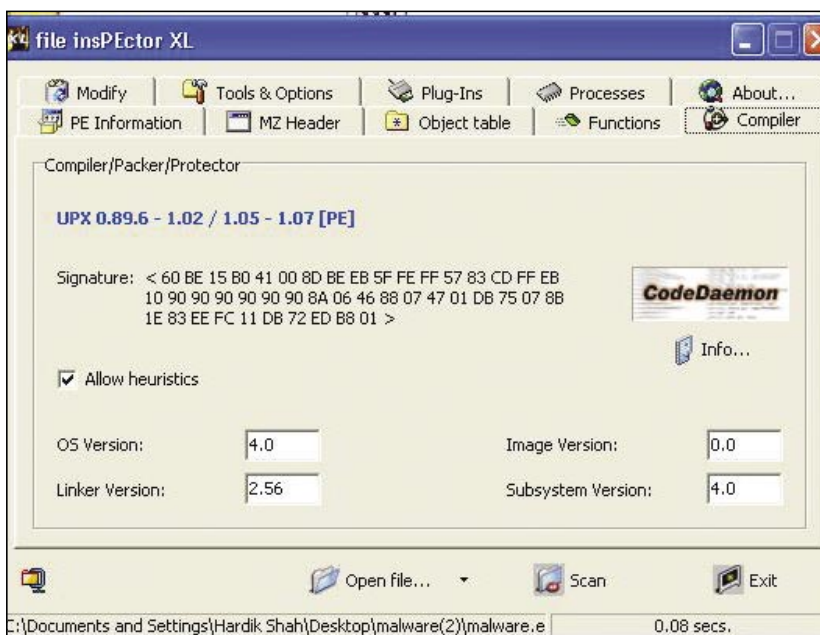 file insPEctor XL
Modify Tools & Options Plug-Ins Processes About...
PE Information MZ Header Object table Functions Compiler
Compiler/Packer/Protector
UPX 0.89.6 - 1.02 / 1.05 - 1.07 [PE]
Signature: < 60 BE 15 B0 41 00 8D BE EB 5F FE FF 57 83 CD FF EB
10 90 90 90 90 90 90 8A 06 46 88 07 47 01 DB 75 07 8B
1E 83 EE FC 11 DB 72 ED B8 01 >
CodeDaemon
Info...
Allow heuristics
OS Version: 4.0 Image Version: 0.0
Linker Version: 2.56 Subsystem Version: 4.0
Open file... Scan Exit
C:\Documents and Settings\Hardik Shah\Desktop\malware(2)\malware.e 0.08 secs.